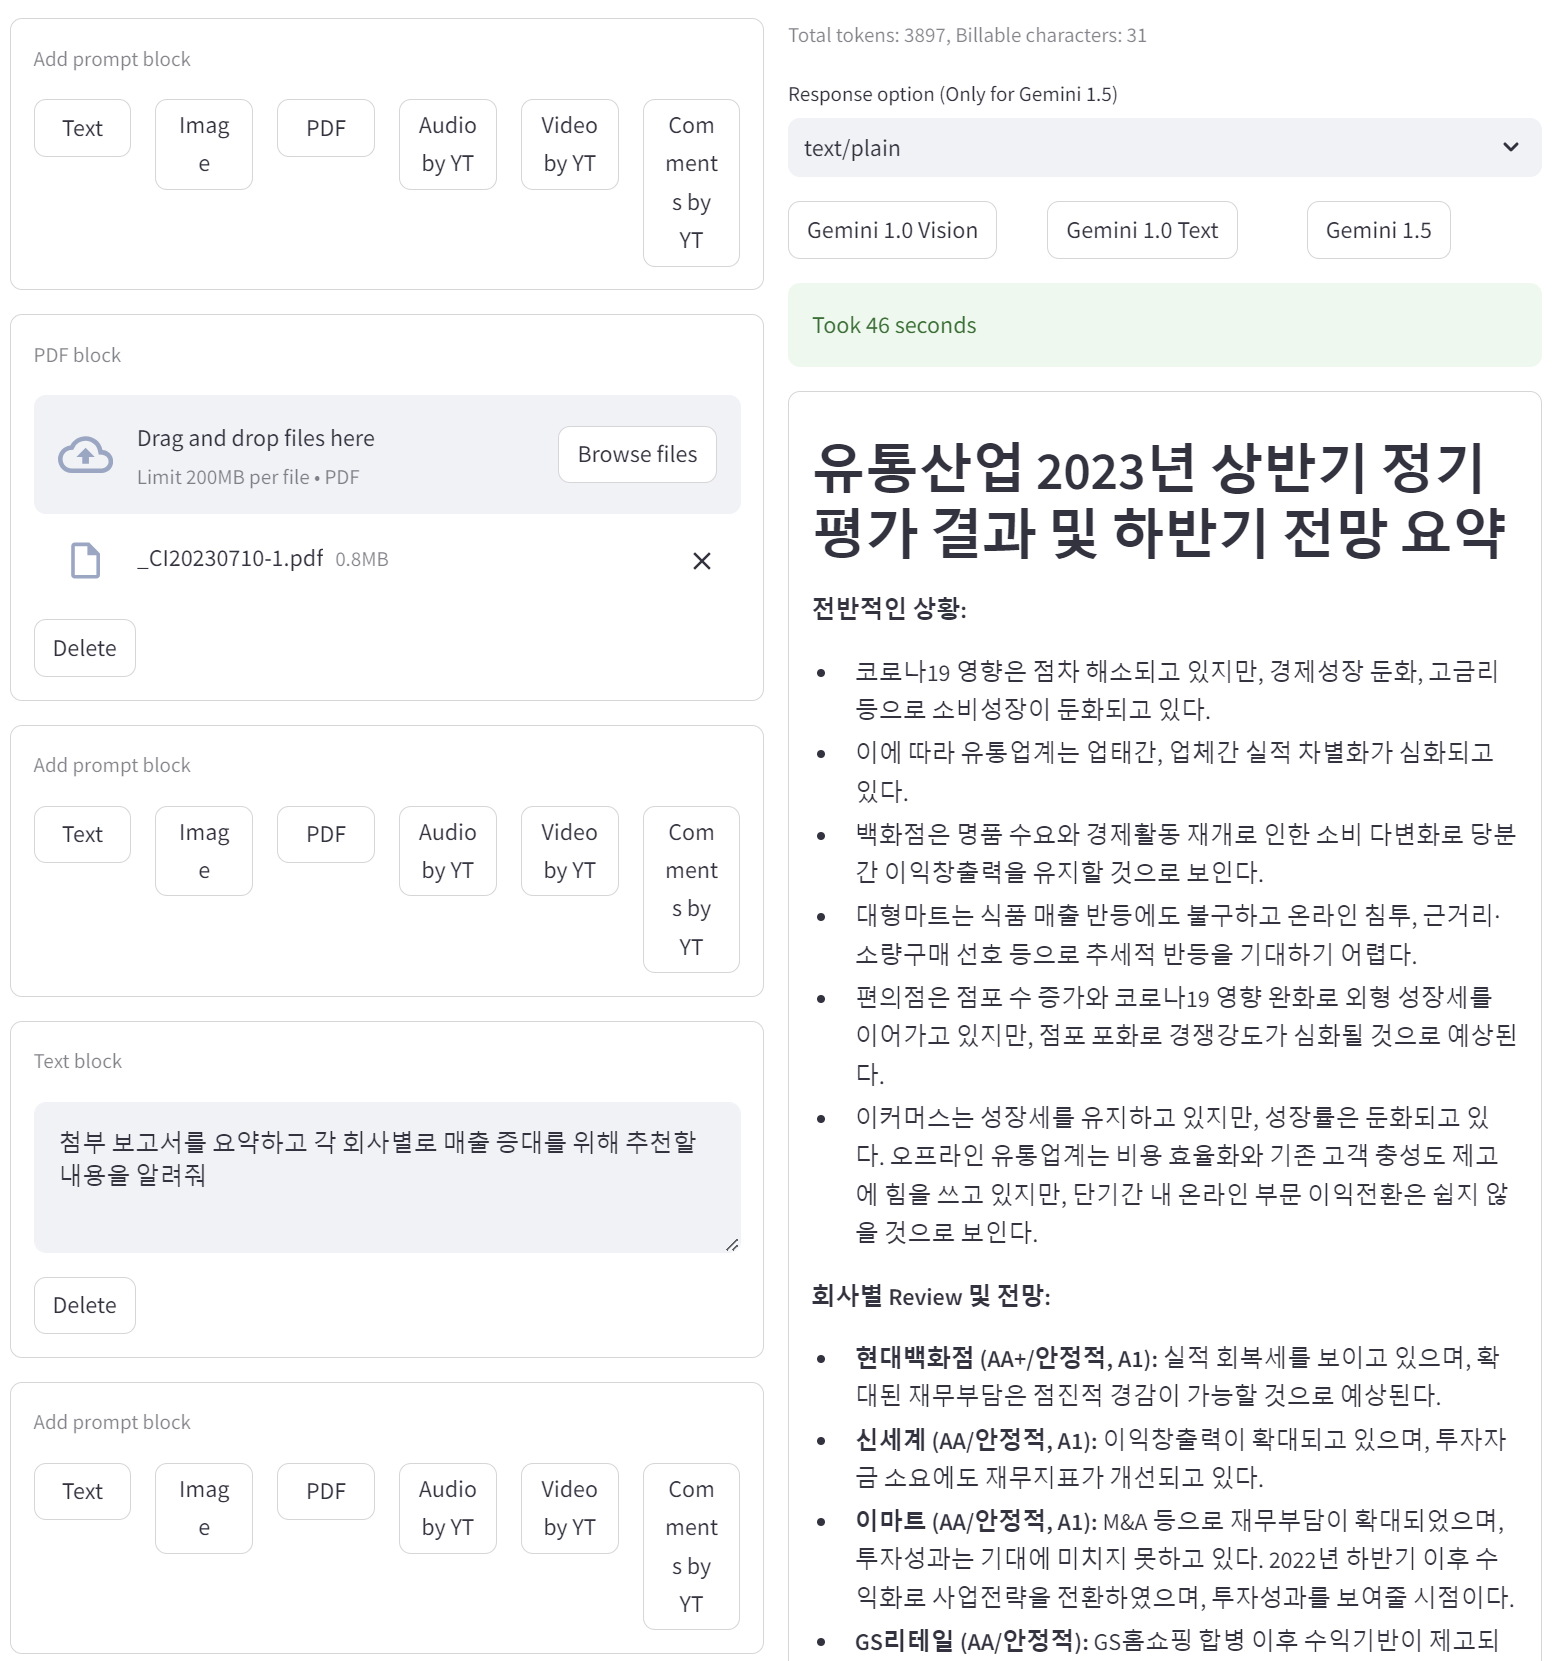 Add prompt block
Text
Imag
e
PDF
Audio
by YT
Video
by YT
Com
ment
s by
YT
PDF block
Drag and drop files here
Limit 200MB per file • PDF
Browse files
_CI20230710-1.pdf 0.8MB
Delete
Add prompt block
Text
Imag
e
PDF
Audio
by YT
Video
by YT
Com
ment
s by
YT
Text block
첨부 보고서를 요약하고 각 회사별로 매출 증대를 위해 추천할
내용을 알려줘
Delete
Add prompt block
Text
Imag
e
PDF
Audio
by YT
Video
by YT
Com
ment
s by
YT
Total tokens: 3897, Billable characters: 31
Response option (Only for Gemini 1.5)
text/plain
Gemini 1.0 Vision
Gemini 1.0 Text
Gemini 1.5
Took 46 seconds
유통산업 2023년 상반기 정기
평가 결과 및 하반기 전망 요약
전반적인 상황:
• 코로나19 영향은 점차 해소되고 있지만, 경제성장 둔화, 고금리
등으로 소비성장이 둔화되고 있다.
• 이에 따라 유통업계는 업태간, 업체간 실적 차별화가 심화되고
있다.
• 백화점은 명품 수요와 경제활동 재개로 인한 소비 다변화로 당분
간 이익창출력을 유지할 것으로 보인다.
• 대형마트는 식품 매출 반등에도 불구하고 온라인 침투, 근거리·
소량구매 선호 등으로 추세적 반등을 기대하기 어렵다.
• 편의점은 점포 수 증가와 코로나19 영향 완화로 외형 성장세를
이어가고 있지만, 점포 포화로 경쟁강도가 심화될 것으로 예상된
다.
• 이커머스는 성장세를 유지하고 있지만, 성장률은 둔화되고 있
다. 오프라인 유통업계는 비용 효율화와 기존 고객 충성도 제고
에 힘을 쓰고 있지만, 단기간 내 온라인 부문 이익전환은 쉽지 않
을 것으로 보인다.
회사별 Review 및 전망:
• 현대백화점 (AA+/안정적, A1): 실적 회복세를 보이고 있으며, 확
대된 재무부담은 점진적 경감이 가능할 것으로 예상된다.
• 신세계 (AA/안정적, A1): 이익창출력이 확대되고 있으며, 투자자
금 소요에도 재무지표가 개선되고 있다.
• 이마트 (AA/안정적, A1): M&A 등으로 재무부담이 확대되었으며,
투자성과는 기대에 미치지 못하고 있다. 2022년 하반기 이후 수
익화로 사업전략을 전환하였으며, 투자성과를 보여줄 시점이다.
• GS리테일 (AA/안정적): GS홈쇼핑 합병 이후 수익기반이 제고되